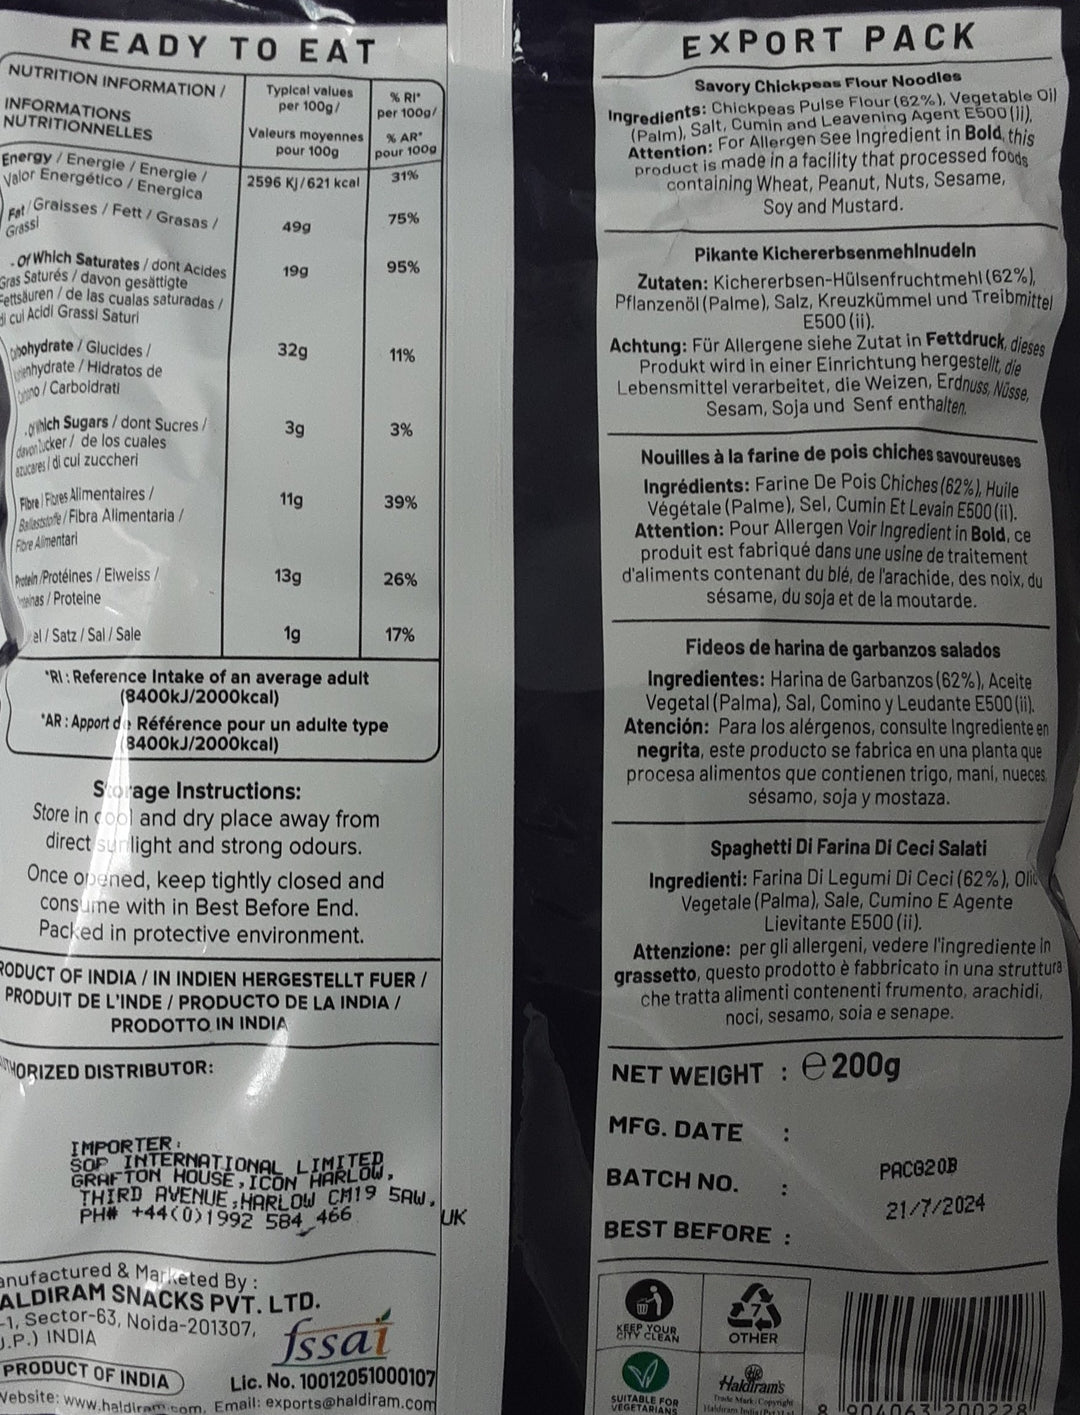 READY TO EAT
NUTRITION INFORMATION /
INFORMATIONS
NUTRITIONNELLES
Typical values
per 100g/
Valeurs moyennes
pour 100g
% RI*
per 100g/
% AR*
pour 100g
Energy / Energie / Energie /
Valor Energético / Energica
2596 Kj/621 kcal
31%
Fat/Graisses / Fett / Grasas /
Grassi
49g
75%
- Of Which Saturates / dont Acides
Gras Saturés / davon gesättigte
Fettsäuren / de las cualas saturadas /
di cui Acidi Grassi Saturi
19g
95%
/ Glucides /
/ Hidratos de
/ Carboldrati
32g
11%
Sugars / dont Sucres /
/ de los cuales
/ di cui zuccheri
3g
3%
Fibre / Fibres Alimentaires /
/ Fibra Alimentaria /
Fibre Alimentari
11g
39%
Protein /Protéines / Eiweiss /
/ Proteine
13g
26%
/ Satz / Sal / Sale
1g
17%
*RI : Reference Intake of an average adult
(8400kJ/2000kcal)
*AR : Apport de Référence pour un adulte type
(8400kJ/2000kcal)
Storage Instructions:
Store in cool and dry place away from
direct sunlight and strong odours.
Once opened, keep tightly closed and
consume with in Best Before End.
Packed in protective environment.
PRODUCT OF INDIA / IN INDIEN HERGESTELLT FUER /
PRODUIT DE L'INDE / PRODUCTO DE LA INDIA /
PRODOTTO IN INDIA
AUTHORIZED DISTRIBUTOR:
IMPORTER:
SOP INTERNATIONAL LIMITED
GRAFTON HOUSE, ICON HARLOW,
THIRD AVENUE, HARLOW CM19 5AW, UK
PH# +44(0)1992 584 466
Manufactured & Marketed By :
HALDIRAM SNACKS PVT. LTD.
-1, Sector-63, Noida-201307,
(U.P.) INDIA
fssai
PRODUCT OF INDIA
Lic. No. 10012051000107
Website: www.haldiram.com, Email: exports@haldiram.com
EXPORT PACK
Savory Chickpeas Flour Noodles
Ingredients: Chickpeas Pulse Flour (62%), Vegetable Oil
(Palm), Salt, Cumin and Leavening Agent E500 (ii).
Attention: For Allergen See Ingredient in Bold, this
product is made in a facility that processed foods
containing Wheat, Peanut, Nuts, Sesame,
Soy and Mustard.
Pikante Kichererbsenmehlnudeln
Zutaten: Kichererbsen-Hülsenfruchtmehl (62%),
Pflanzenöl (Palme), Salz, Kreuzkümmel und Treibmittel
E500 (ii).
Achtung: Für Allergene siehe Zutat in Fettdruck, dieses
Produkt wird in einer Einrichtung hergestellt, die
Lebensmittel verarbeitet, die Weizen, Erdnuss, Nüsse,
Sesam, Soja und Senf enthalten.
Nouilles à la farine de pois chiches savoureuses
Ingrédients: Farine De Pois Chiches (62%), Huile
Végétale (Palme), Sel, Cumin Et Levain E500 (ii).
Attention: Pour Allergen Voir Ingredient in Bold, ce
produit est fabriqué dans une usine de traitement
d'aliments contenant du blé, de l'arachide, des noix, du
sésame, du soja et de la moutarde.
Fideos de harina de garbanzos salados
Ingredientes: Harina de Garbanzos (62%), Aceite
Vegetal (Palma), Sal, Comino y Leudante E500 (ii).
Atención: Para los alérgenos, consulte Ingrediente en
negrita, este producto se fabrica en una planta que
procesa alimentos que contienen trigo, maní, nueces,
sésamo, soja y mostaza.
Spaghetti Di Farina Di Ceci Salati
Ingredienti: Farina Di Legumi Di Ceci (62%), Olio
Vegetale (Palma), Sale, Cumino E Agente
Lievitante E500 (ii).
Attenzione: per gli allergeni, vedere l'ingrediente in
grassetto, questo prodotto è fabbricato in una struttura
che tratta alimenti contenenti frumento, arachidi,
noci, sesamo, soia e senape.
NET WEIGHT : e 200g
MFG. DATE :
BATCH NO. : PACG20B
21/7/2024
BEST BEFORE :
KEEP YOUR
CITY CLEAN
7
OTHER
SUITABLE FOR
VEGETARIANS
Haldiram's
Trade Mark / Copyright
8 904063 200228